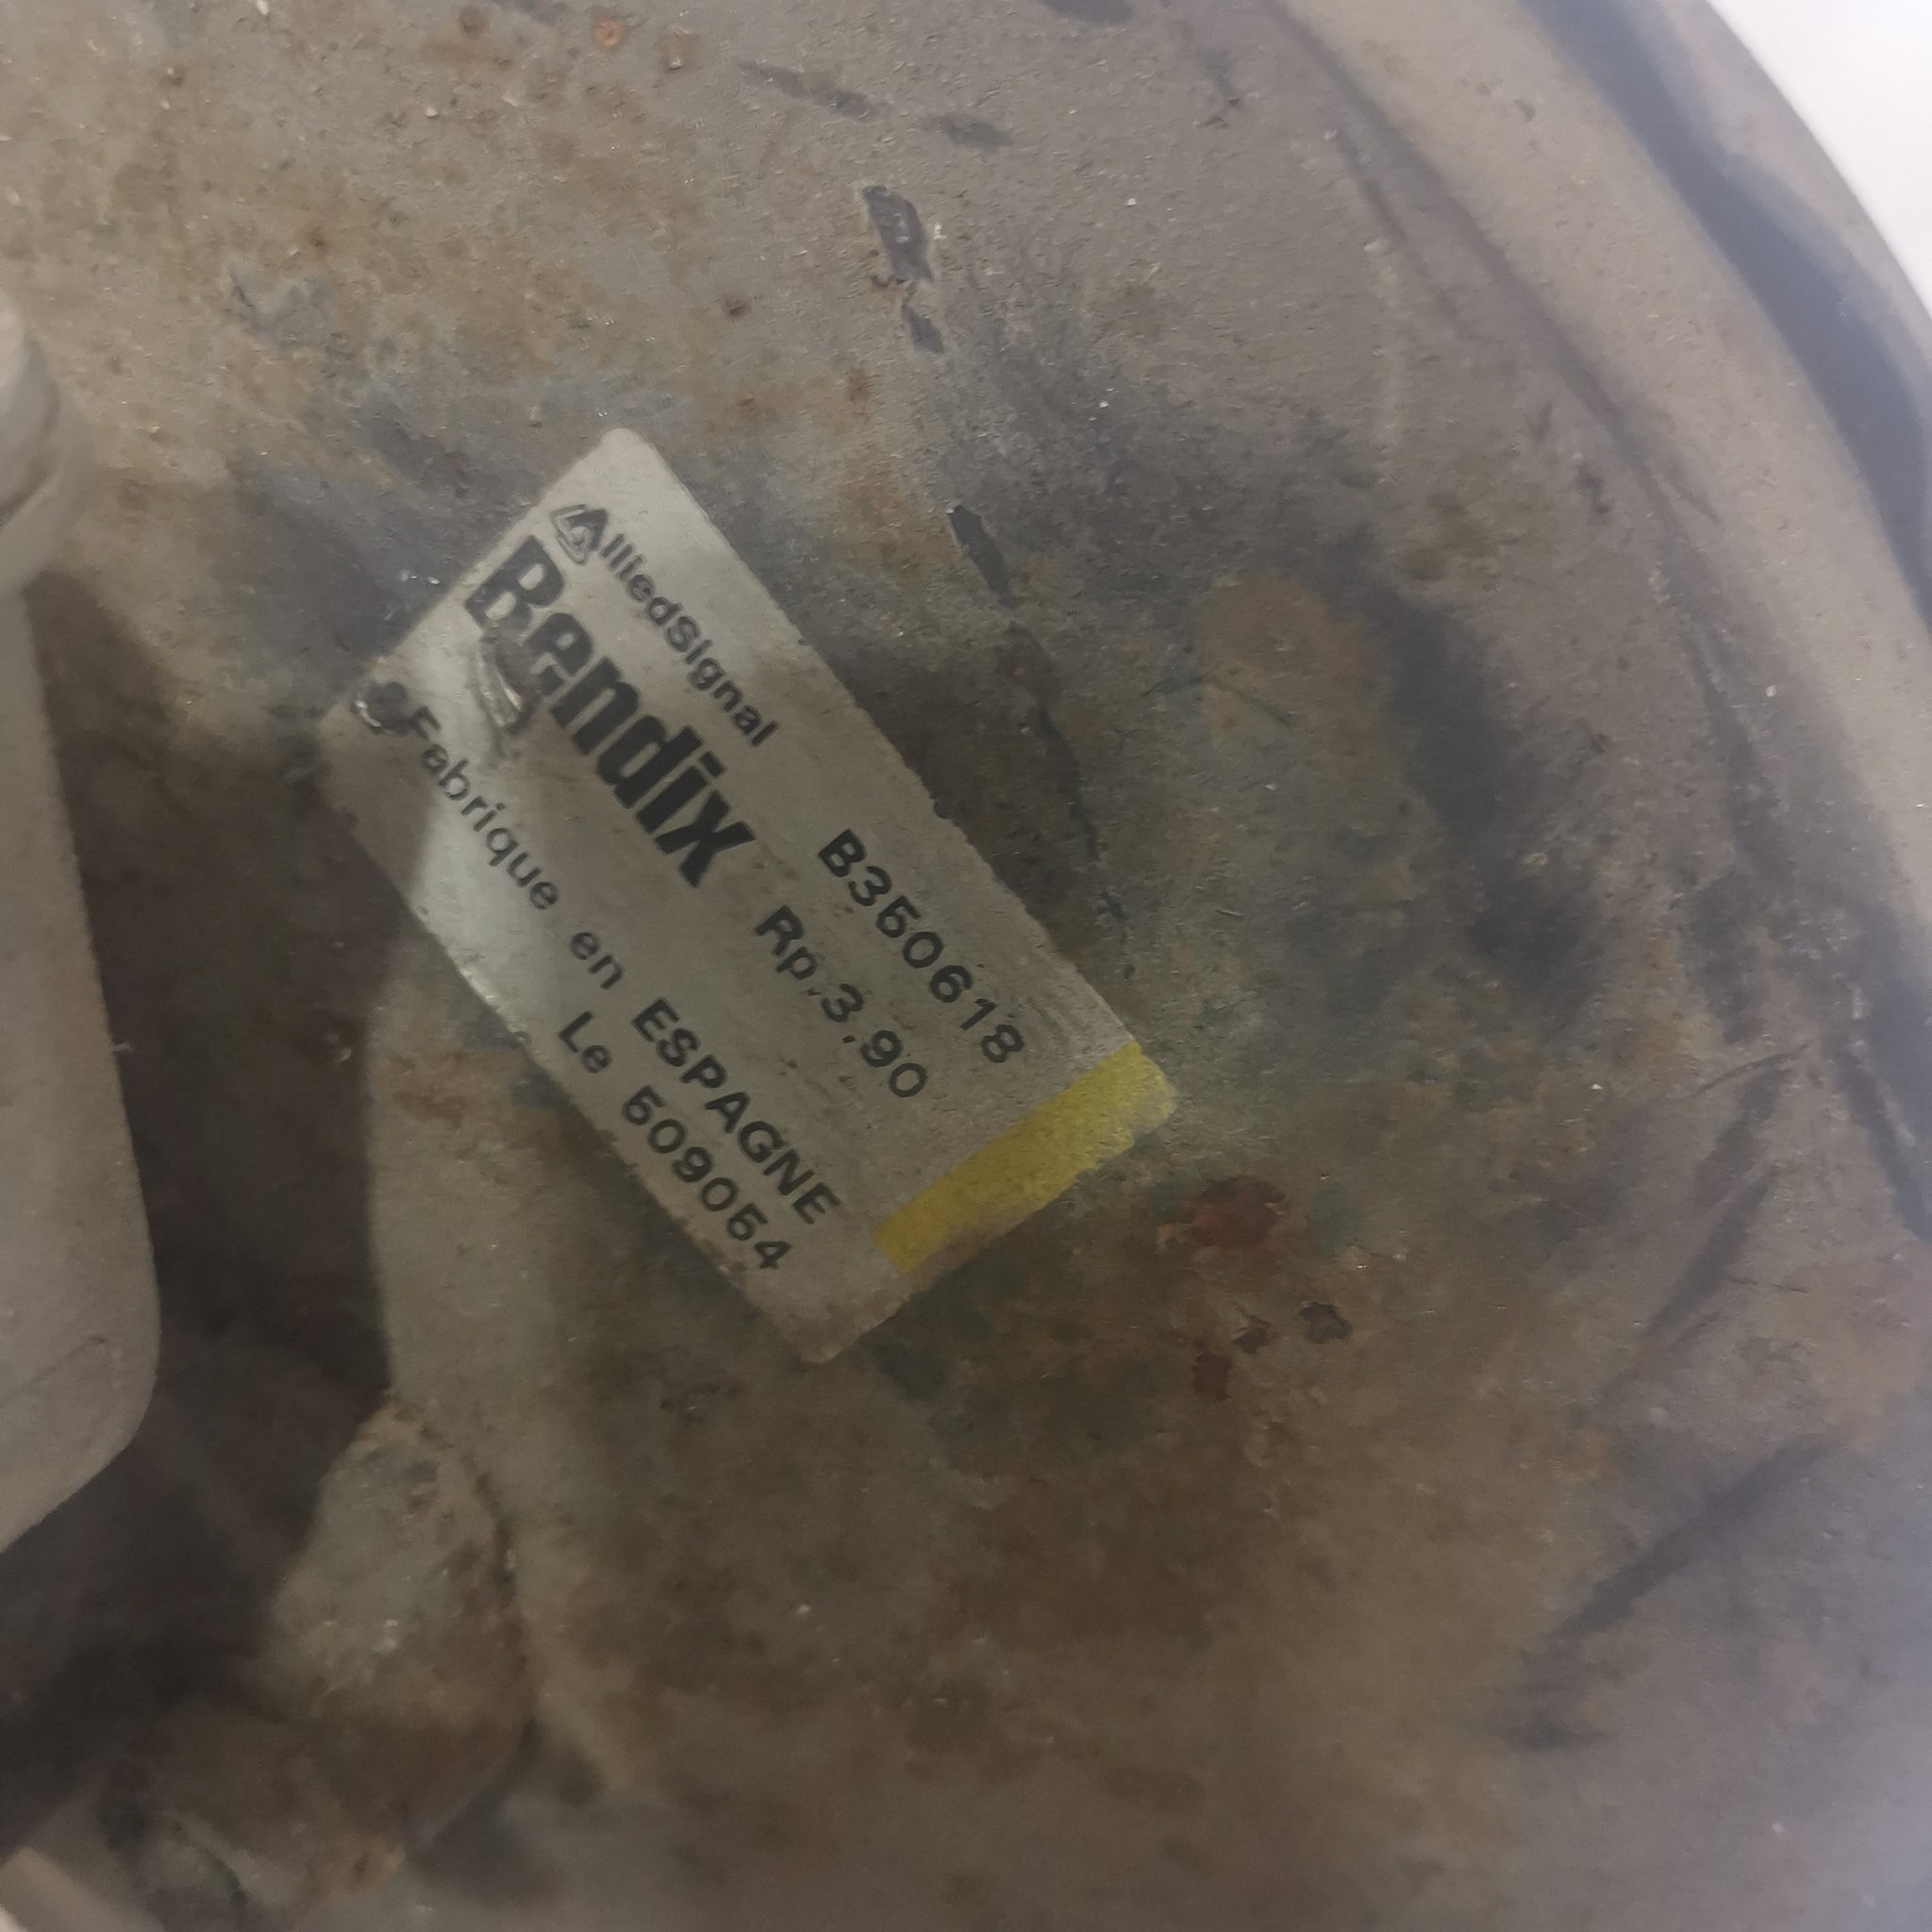 AlliedSignal
Bendix
B350618
Rp.3,90
Fabrique en ESPAGNE
Le 509054